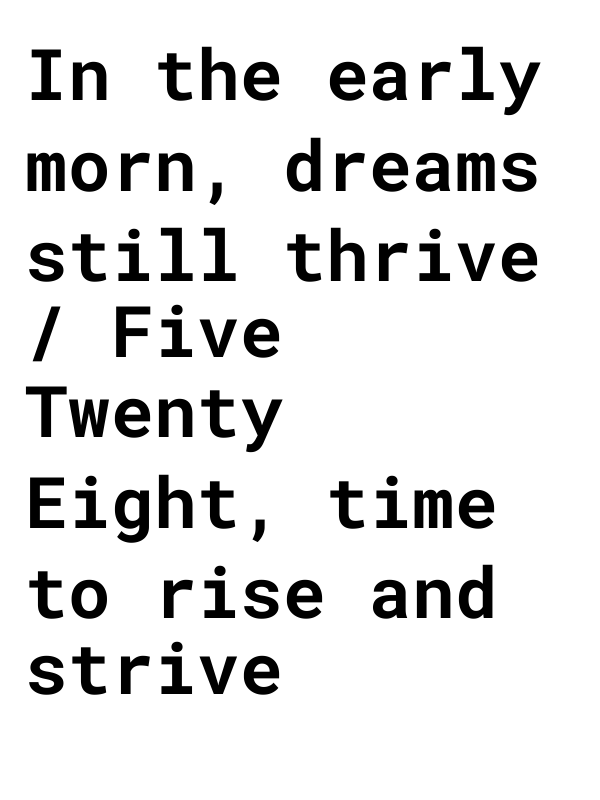 In the early
morn, dreams
still thrive
/ Five
Twenty
Eight, time
to rise and
strive